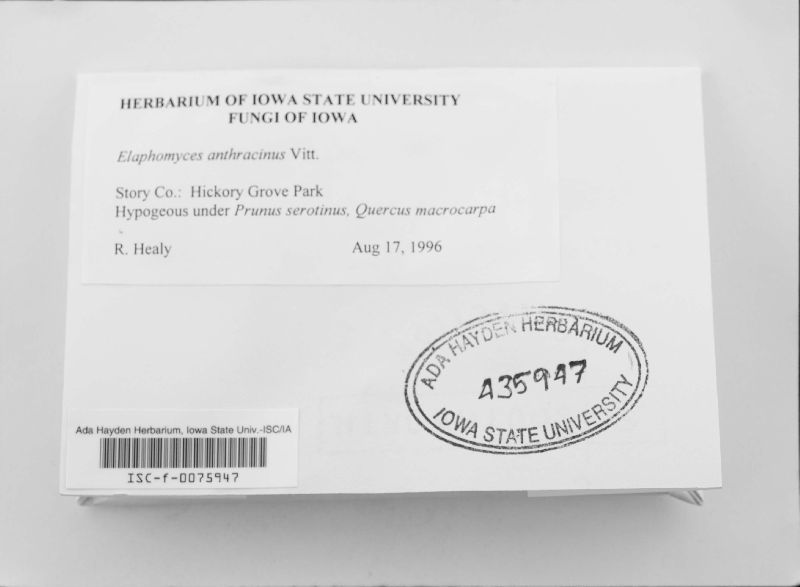 HERBARIUM OF IOWA STATE UNIVERSITY
FUNGI OF IOWA
Elaphomyces anthracinus Vitt.
Story Co.: Hickory Grove Park
Hypogeous under Prunus serotinus, Quercus macrocarpa
R. Healy Aug 17, 1996
ADA HAYDEN HERBARIUM
435947
IOWA STATE UNIVERSITY
Ada Hayden Herbarium, Iowa State Univ.-ISC/IA
ISC-f-0075947